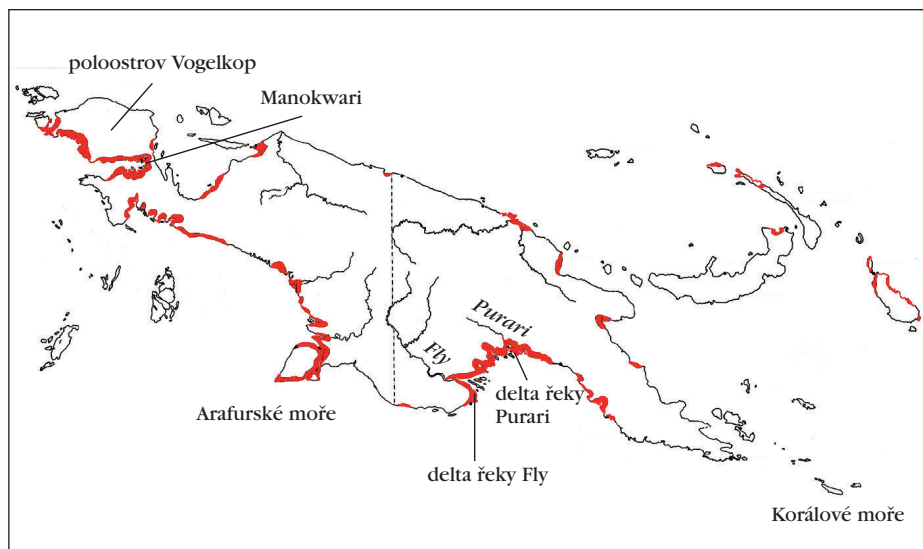 poloostrov Vogelkop
Manokwari
Purari
Fly
delta řeky
Purari
Arafurské moře
delta řeky Fly
Korálové moře